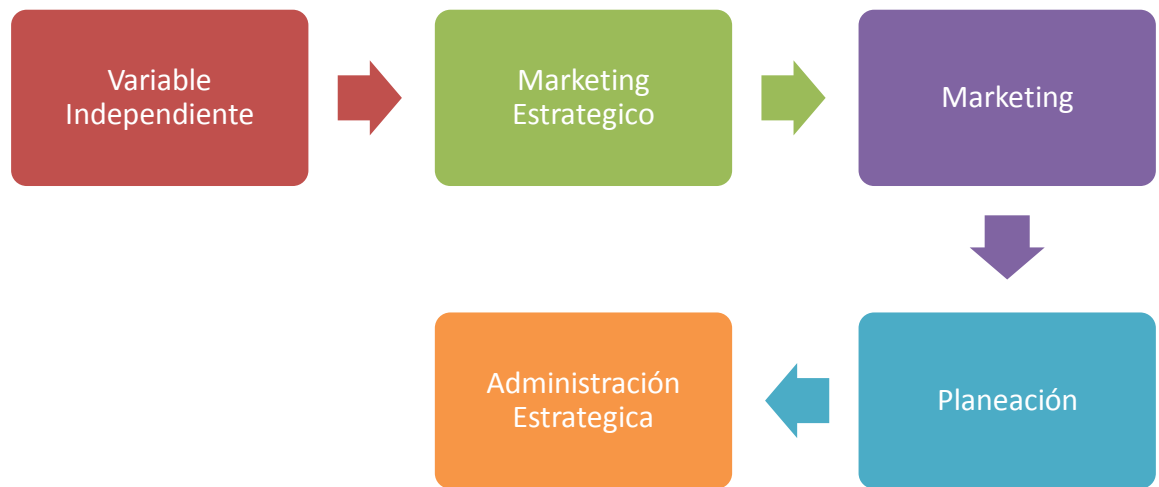 Variable
Independiente
Marketing
Estrategico
Marketing
Planeación
Administración
Estrategica